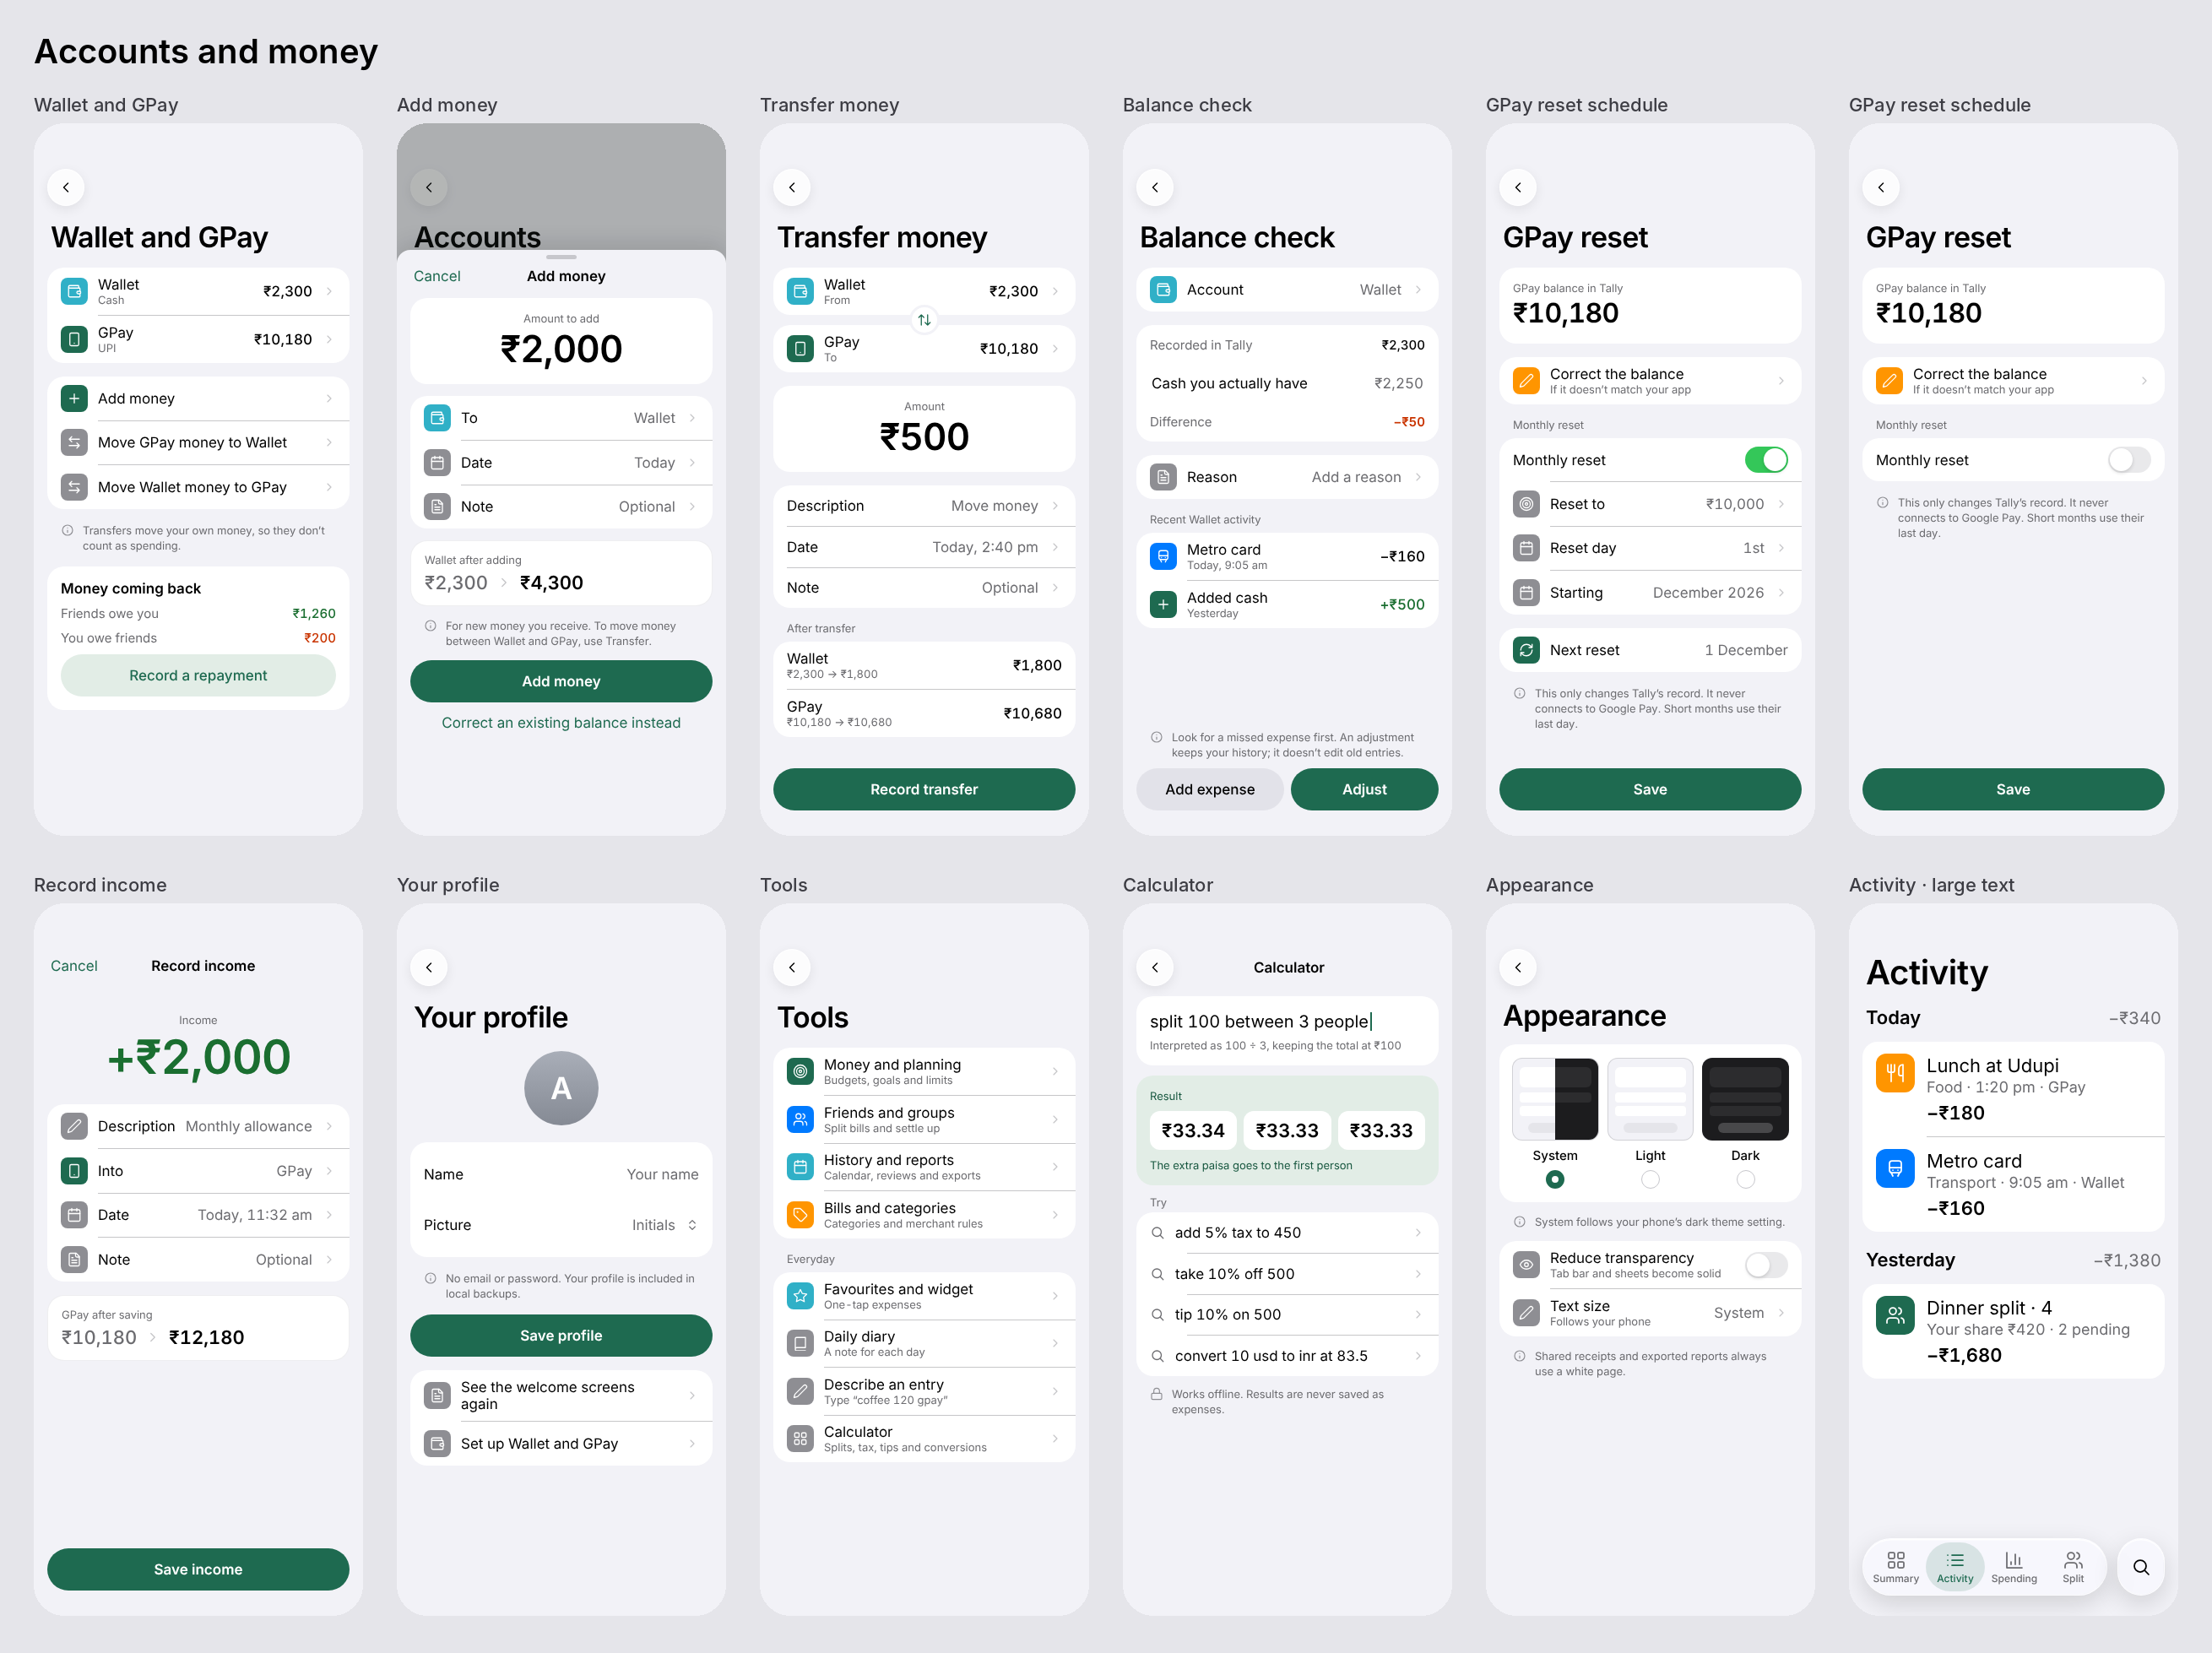 Accounts and money
Wallet and GPay
Wallet and GPay
Wallet
Cash
₹2,300
GPay
UPI
₹10,180
Add money
Move GPay money to Wallet
Move Wallet money to GPay
Transfers move your own money, so they don’t
count as spending.
Money coming back
Friends owe you
₹1,260
You owe friends
₹200
Record a repayment
Add money
Accounts
Cancel
Add money
Amount to add
₹2,000
To
Wallet
Date
Today
Note
Optional
Wallet after adding
₹2,300
₹4,300
For new money you receive. To move money
between Wallet and GPay, use Transfer.
Add money
Correct an existing balance instead
Transfer money
Transfer money
Wallet
From
₹2,300
GPay
To
₹10,180
Amount
₹500
Description
Move money
Date
Today, 2:40 pm
Note
Optional
After transfer
Wallet
₹2,300 → ₹1,800
₹1,800
GPay
₹10,180 → ₹10,680
₹10,680
Record transfer
Balance check
Balance check
Account
Wallet
Recorded in Tally
₹2,300
Cash you actually have
₹2,250
Difference
−₹50
Reason
Add a reason
Recent Wallet activity
Metro card
Today, 9:05 am
−₹160
Added cash
Yesterday
+₹500
Look for a missed expense first. An adjustment
keeps your history; it doesn’t edit old entries.
Add expense
Adjust
GPay reset schedule
GPay reset
GPay balance in Tally
₹10,180
Correct the balance
If it doesn’t match your app
Monthly reset
Monthly reset
Reset to
₹10,000
Reset day
1st
Starting
December 2026
Next reset
1 December
This only changes Tally’s record. It never
connects to Google Pay. Short months use their
last day.
Save
GPay reset schedule
GPay reset
GPay balance in Tally
₹10,180
Correct the balance
If it doesn’t match your app
Monthly reset
Monthly reset
This only changes Tally’s record. It never
connects to Google Pay. Short months use their
last day.
Save
Record income
Cancel
Record income
Income
+₹2,000
Description
Monthly allowance
Into
GPay
Date
Today, 11:32 am
Note
Optional
GPay after saving
₹10,180
₹12,180
Save income
Your profile
Your profile
A
Name
Your name
Picture
Initials
No email or password. Your profile is included in
local backups.
Save profile
See the welcome screens
again
Set up Wallet and GPay
Tools
Tools
Money and planning
Budgets, goals and limits
Friends and groups
Split bills and settle up
History and reports
Calendar, reviews and exports
Bills and categories
Categories and merchant rules
Everyday
Favourites and widget
One-tap expenses
Daily diary
A note for each day
Describe an entry
Type “coffee 120 gpay”
Calculator
Splits, tax, tips and conversions
Calculator
Calculator
split 100 between 3 people
Interpreted as 100 ÷ 3, keeping the total at ₹100
Result
₹33.34
₹33.33
₹33.33
The extra paisa goes to the first person
Try
add 5% tax to 450
take 10% off 500
tip 10% on 500
convert 10 usd to inr at 83.5
Works offline. Results are never saved as
expenses.
Appearance
Appearance
System
Light
Dark
System follows your phone’s dark theme setting.
Reduce transparency
Tab bar and sheets become solid
Text size
Follows your phone
System
Shared receipts and exported reports always
use a white page.
Activity · large text
Activity
Today
−₹340
Lunch at Udupi
Food · 1:20 pm · GPay
−₹180
Metro card
Transport · 9:05 am · Wallet
−₹160
Yesterday
−₹1,380
Dinner split · 4
Your share ₹420 · 2 pending
−₹1,680
Summary
Activity
Spending
Split